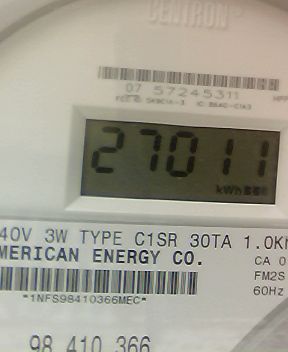 CENTRON
07 57245311
27011
kWh
40V 3W TYPE C1SR 30TA 1.0Kh
MERICAN ENERGY CO.
CA 0
FM2S
60Hz
*1NFS98410366MEC*
98 410 366